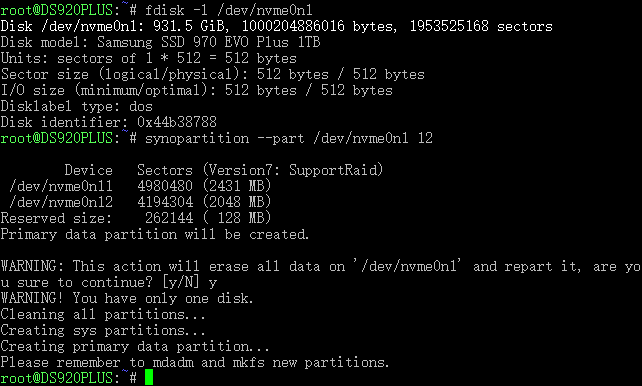 root@DS920PLUS:~# fdisk -l /dev/nvme0n1
Disk /dev/nvme0n1: 931.5 GiB, 1000204886016 bytes, 1953525168 sectors
Disk model: Samsung SSD 970 EVO Plus 1TB
Units: sectors of 1 * 512 = 512 bytes
Sector size (logical/physical): 512 bytes / 512 bytes
I/O size (minimum/optimal): 512 bytes / 512 bytes
Disklabel type: dos
Disk identifier: 0x44b38788
root@DS920PLUS:~# synopartition --part /dev/nvme0n1 12

        Device   Sectors (Version7: SupportRaid)
 /dev/nvme0n11   4980480 (2431 MB)
 /dev/nvme0n12   4194304 (2048 MB)
Reserved size:    262144 ( 128 MB)
Primary data partition will be created.

WARNING: This action will erase all data on '/dev/nvme0n1' and repart it, are yo
u sure to continue? [y/N] y
WARNING! You have only one disk.
Cleaning all partitions...
Creating sys partitions...
Creating primary data partition...
Please remember to mdadm and mkfs new partitions.
root@DS920PLUS:~#